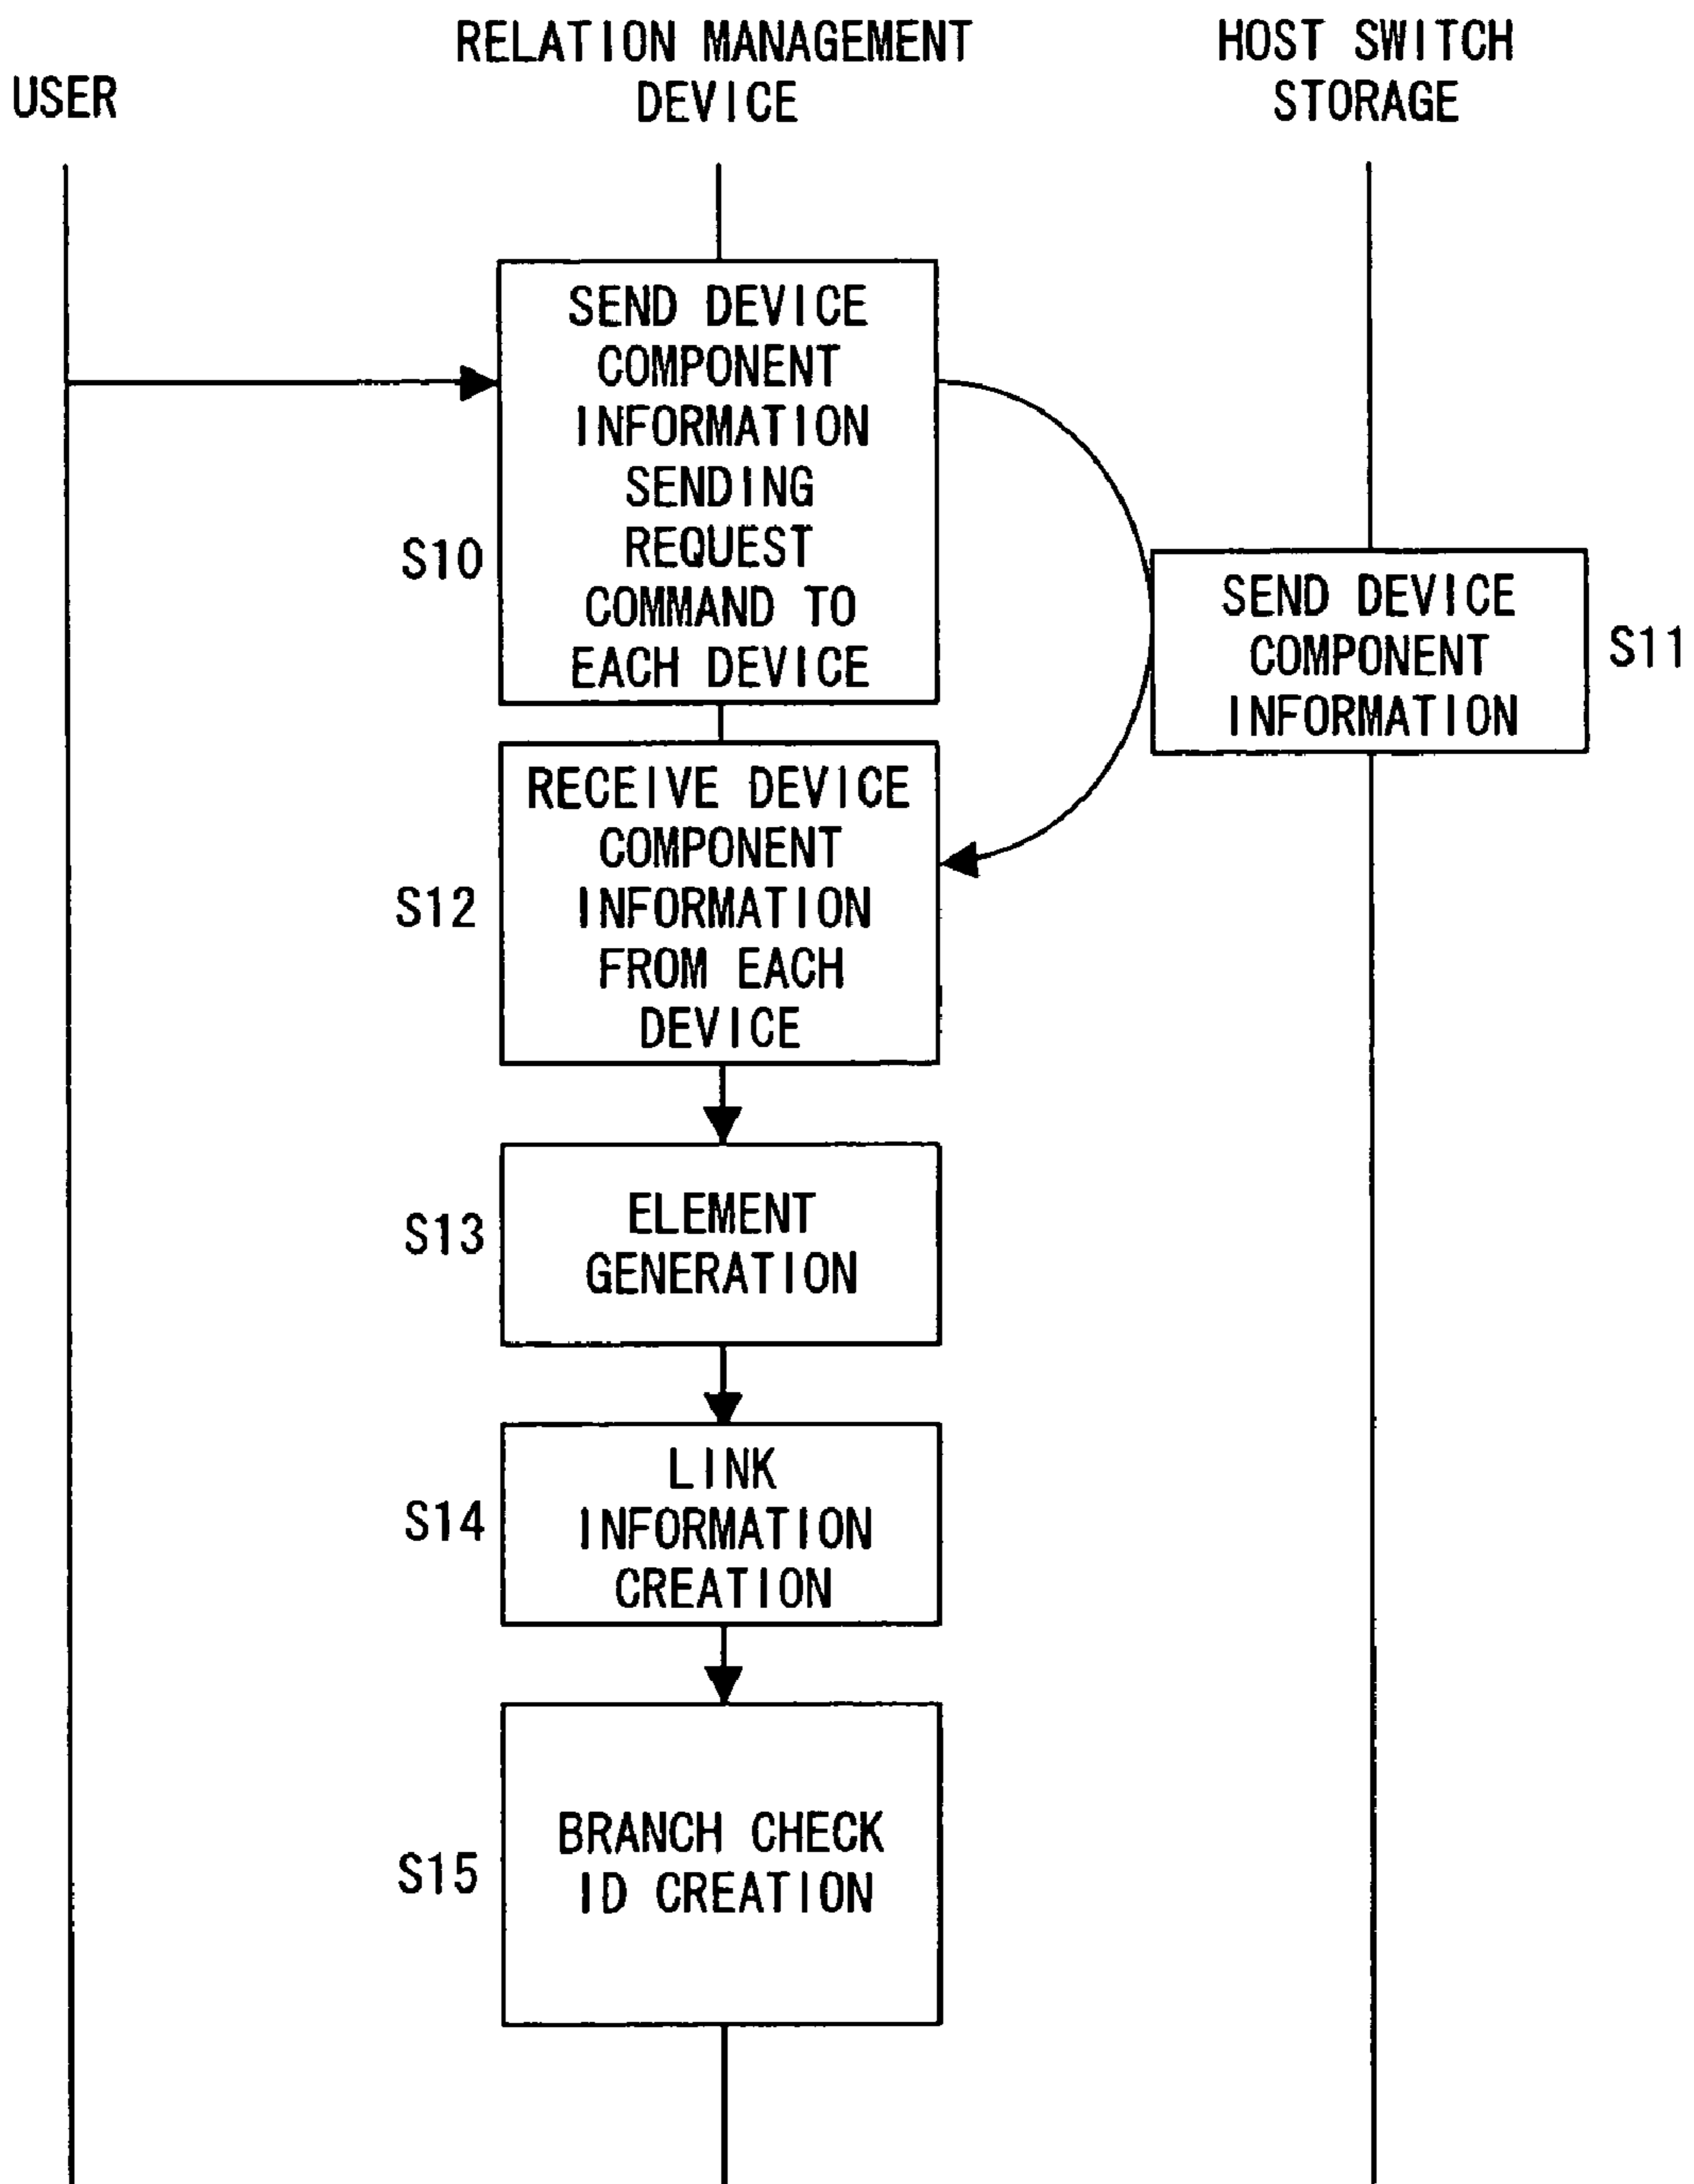 USER
RELATION MANAGEMENT
DEVICE
HOST SWITCH
STORAGE
S10
SEND DEVICE
COMPONENT
INFORMATION
SENDING
REQUEST
COMMAND TO
EACH DEVICE
SEND DEVICE
COMPONENT
INFORMATION
S11
S12
RECEIVE DEVICE
COMPONENT
INFORMATION
FROM EACH
DEVICE
S13
ELEMENT
GENERATION
S14
LINK
INFORMATION
CREATION
S15
BRANCH CHECK
ID CREATION